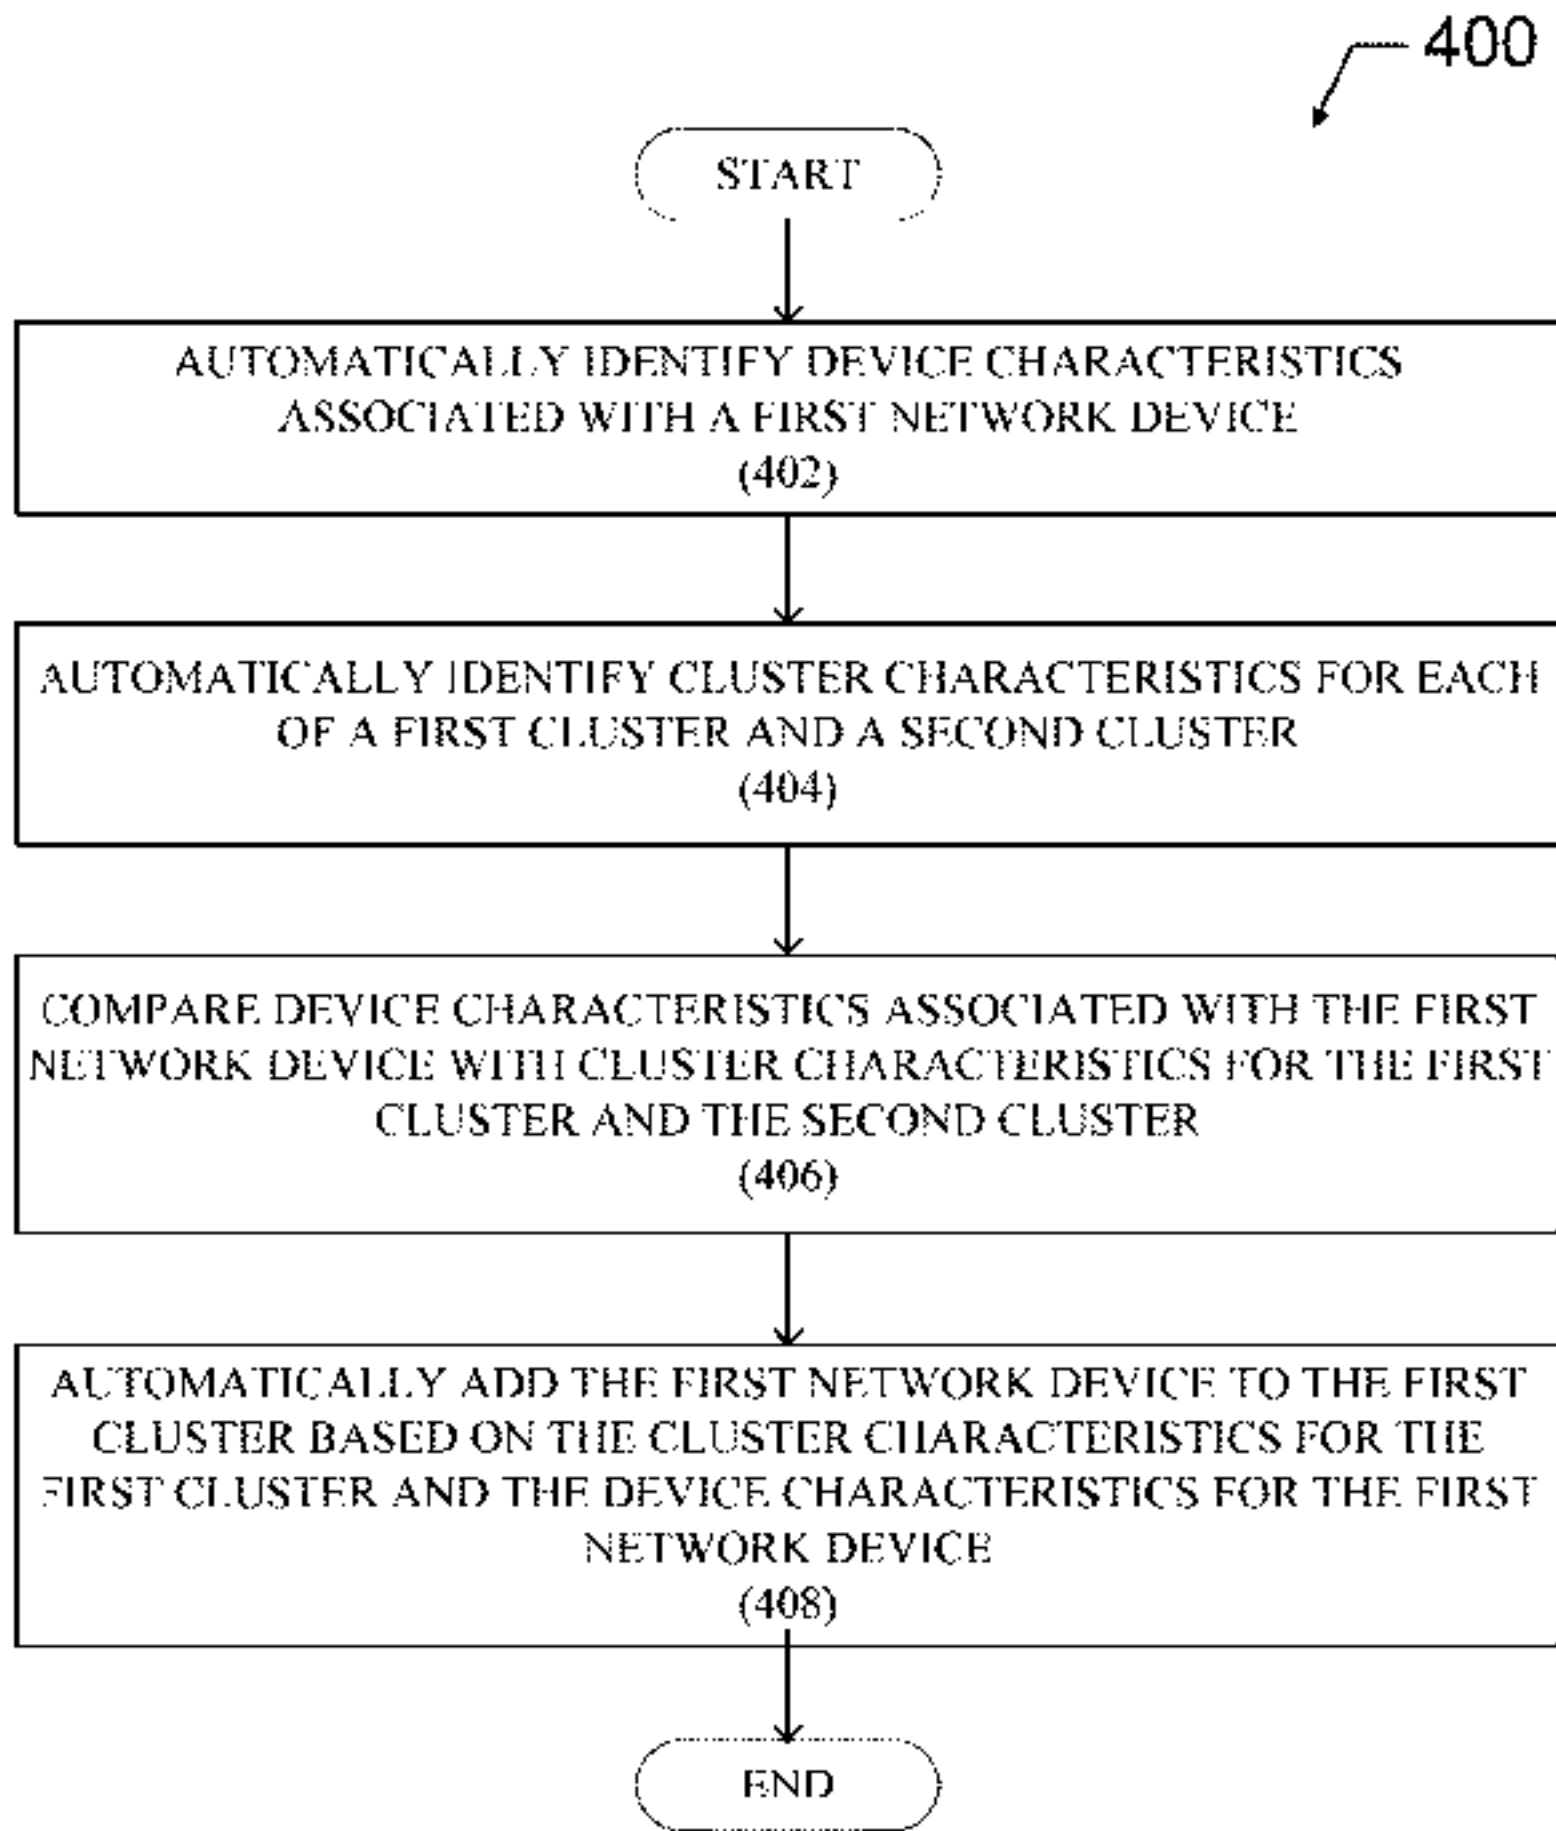 400
START
AUTOMATICALLY IDENTIFY DEVICE CHARACTERISTICS
ASSOCIATED WITH A FIRST NETWORK DEVICE
(402)
AUTOMATICALLY IDENTIFY CLUSTER CHARACTERISTICS FOR EACH
OF A FIRST CLUSTER AND A SECOND CLUSTER
(404)
COMPARE DEVICE CHARACTERISTICS ASSOCIATED WITH THE FIRST
NETWORK DEVICE WITH CLUSTER CHARACTERISTICS FOR THE FIRST
CLUSTER AND THE SECOND CLUSTER
(406)
AUTOMATICALLY ADD THE FIRST NETWORK DEVICE TO THE FIRST
CLUSTER BASED ON THE CLUSTER CHARACTERISTICS FOR THE
FIRST CLUSTER AND THE DEVICE CHARACTERISTICS FOR THE FIRST
NETWORK DEVICE
(408)
END